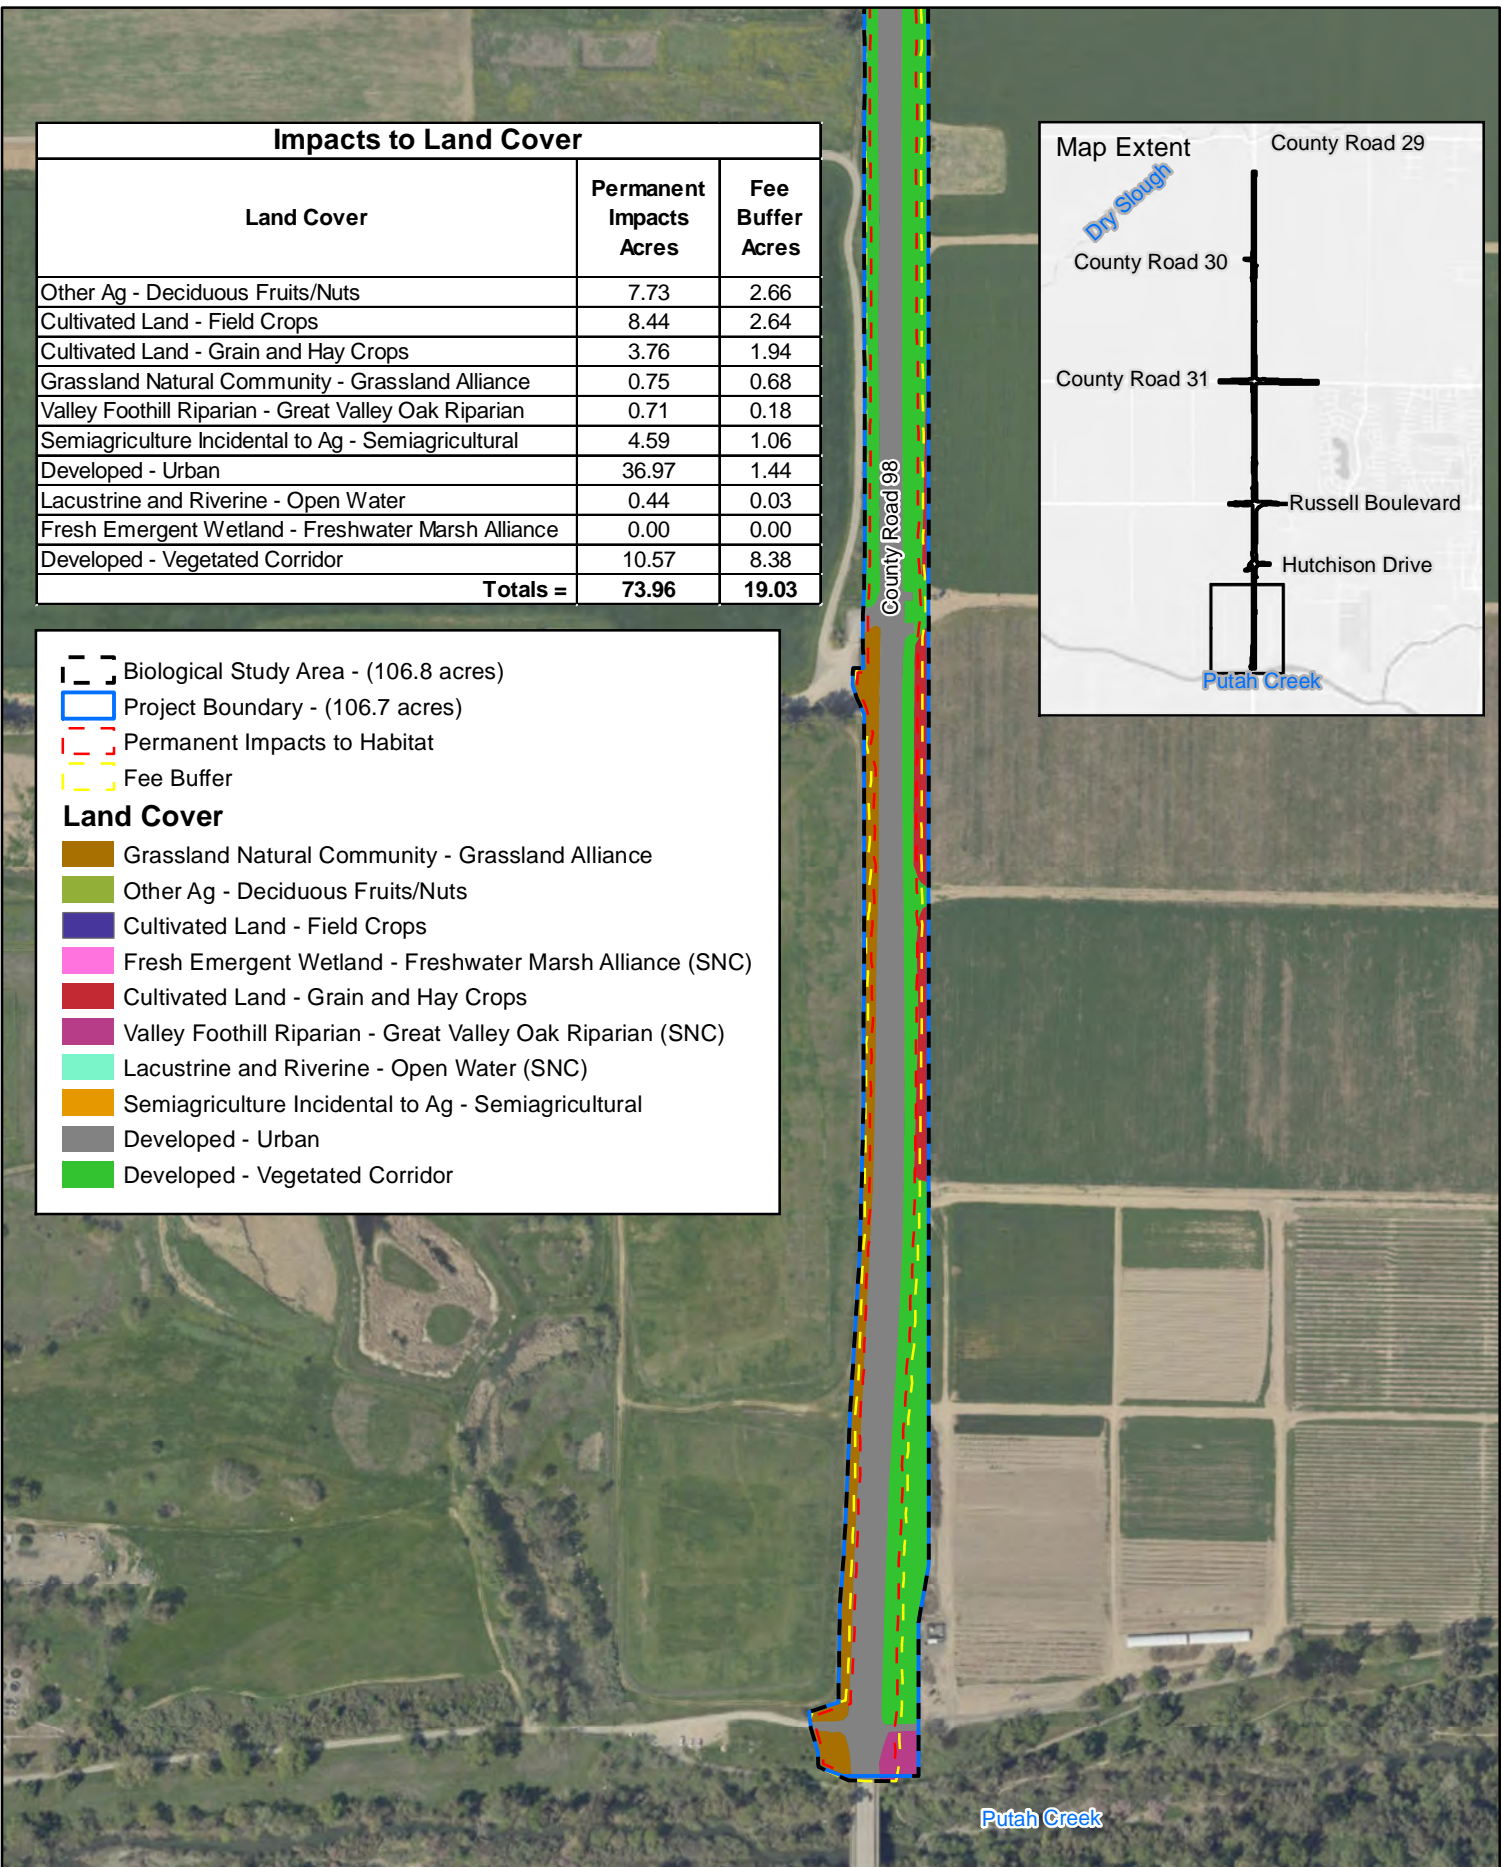 Impacts to Land Cover
Land Cover
Permanent
Impacts
Acres
Fee
Buffer
Acres
Other Ag - Deciduous Fruits/Nuts 7.73 2.66
Cultivated Land - Field Crops 8.44 2.64
Cultivated Land - Grain and Hay Crops 3.76 1.94
Grassland Natural Community - Grassland Alliance 0.75 0.68
Valley Foothill Riparian - Great Valley Oak Riparian 0.71 0.18
Semiagriculture Incidental to Ag - Semiagricultural 4.59 1.06
Developed - Urban 36.97 1.44
Lacustrine and Riverine - Open Water 0.44 0.03
Fresh Emergent Wetland - Freshwater Marsh Alliance 0.00 0.00
Developed - Vegetated Corridor 10.57 8.38
Totals = 73.96 19.03
Biological Study Area - (106.8 acres)
Project Boundary - (106.7 acres)
Permanent Impacts to Habitat
Fee Buffer
Land Cover
Grassland Natural Community - Grassland Alliance
Other Ag - Deciduous Fruits/Nuts
Cultivated Land - Field Crops
Fresh Emergent Wetland - Freshwater Marsh Alliance (SNC)
Cultivated Land - Grain and Hay Crops
Valley Foothill Riparian - Great Valley Oak Riparian (SNC)
Lacustrine and Riverine - Open Water (SNC)
Semiagriculture Incidental to Ag - Semiagricultural
Developed - Urban
Developed - Vegetated Corridor
County Road 98
Map Extent
County Road 29
Dry Slough
County Road 30
County Road 31
Russell Boulevard
Hutchison Drive
Putah Creek
Putah Creek